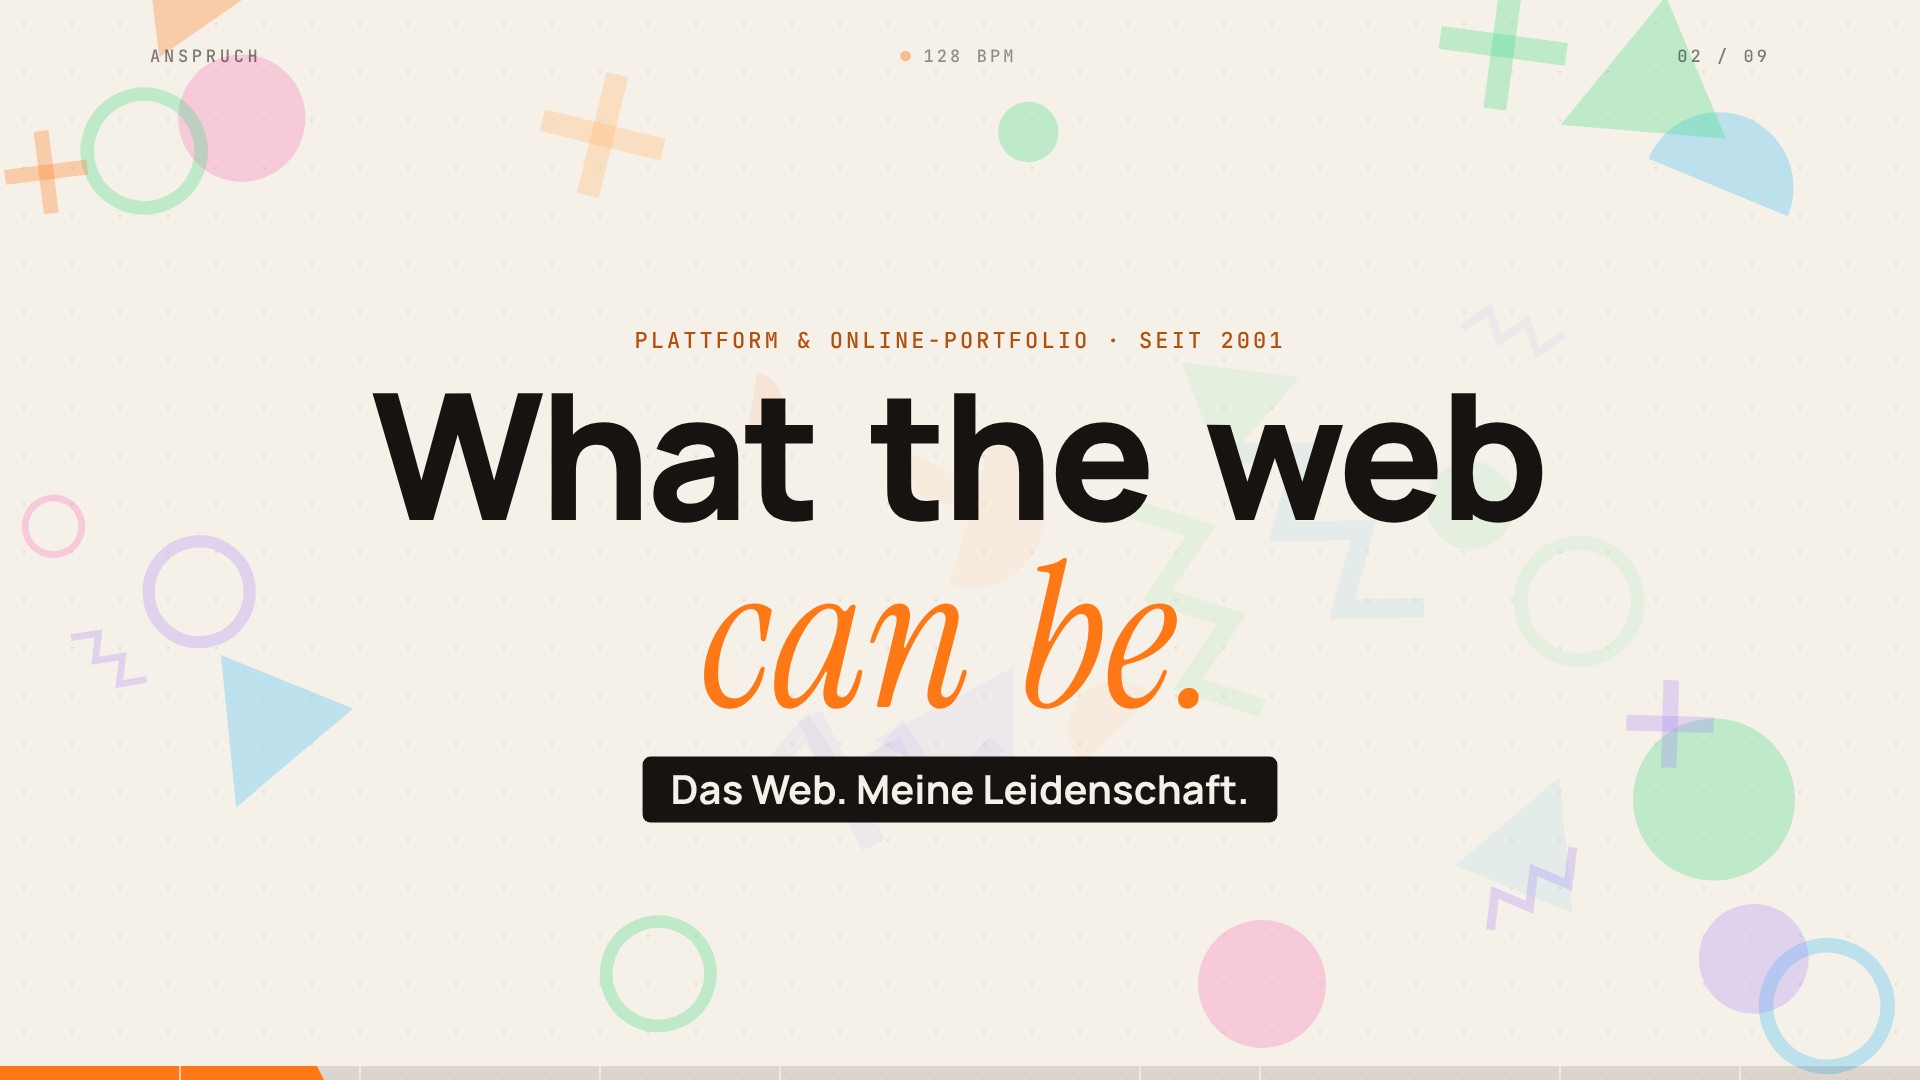 ANSPRUCH
128 BPM
02 / 09
PLATTFORM & ONLINE-PORTFOLIO · SEIT 2001
What the web
can be.
Das Web. Meine Leidenschaft.